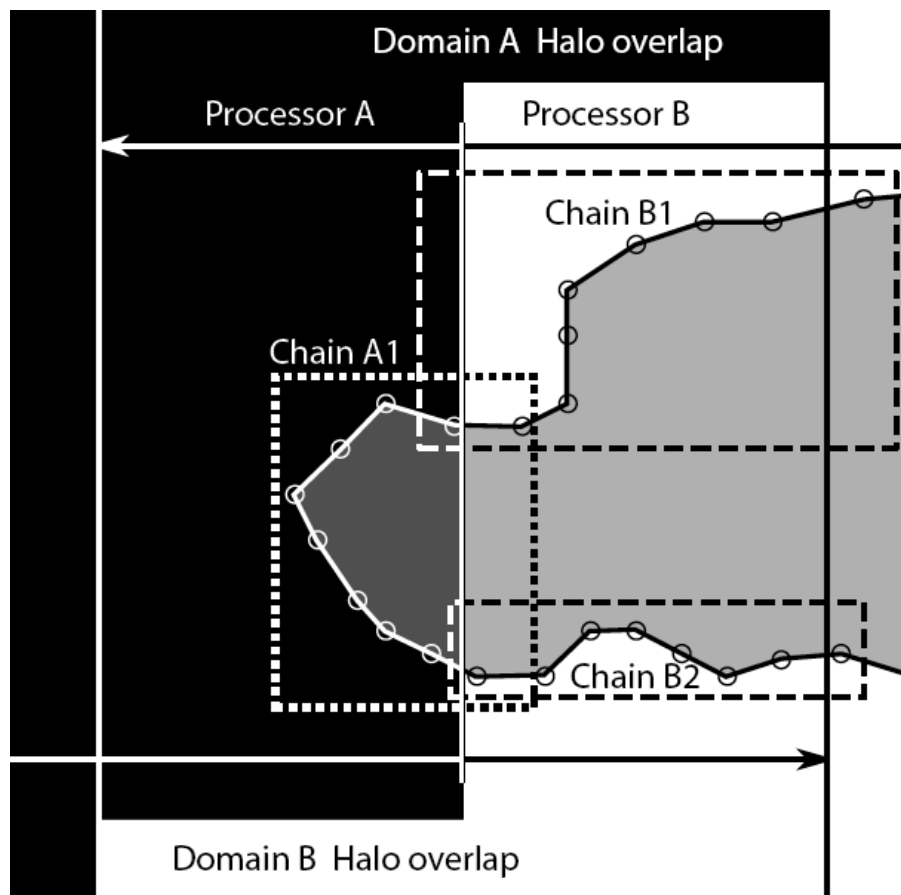 Domain A Halo overlap
Processor A
Processor B
Chain B1
Chain A1
Chain B2
Domain B Halo overlap